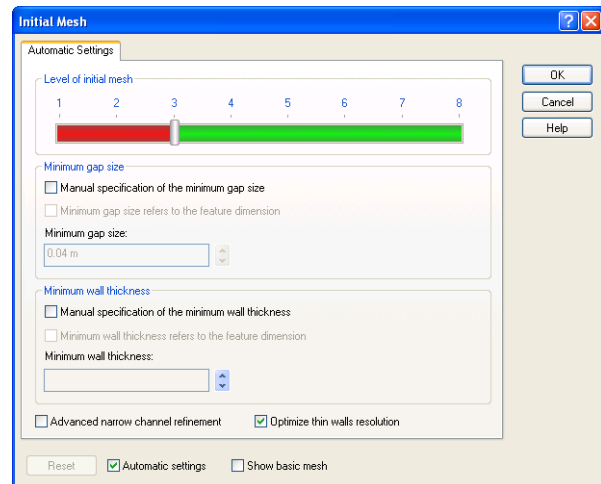 Initial Mesh
Automatic Settings
Level of initial mesh
1 2 3 4 5 6 7 8
OK
Cancel
Help
Minimum gap size
Manual specification of the minimum gap size
Minimum gap size refers to the feature dimension
Minimum gap size:
0.04 m
Minimum wall thickness
Manual specification of the minimum wall thickness
Minimum wall thickness refers to the feature dimension
Minimum wall thickness:
Advanced narrow channel refinement Optimize thin walls resolution
Reset Automatic settings Show basic mesh